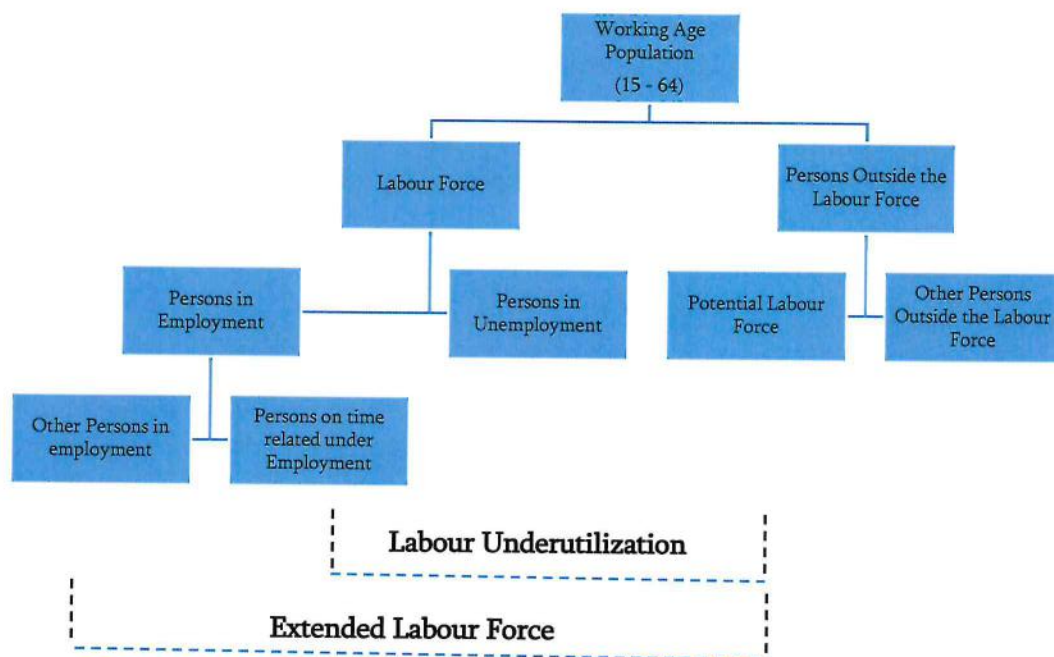 Working Age
Population
(15 - 64)
Labour Force
Persons Outside the
Labour Force
Persons in
Employment
Persons in
Unemployment
Potential Labour
Force
Other Persons
Outside the Labour
Force
Other Persons in
employment
Persons on time
related under
Employment
Labour Underutilization
Extended Labour Force